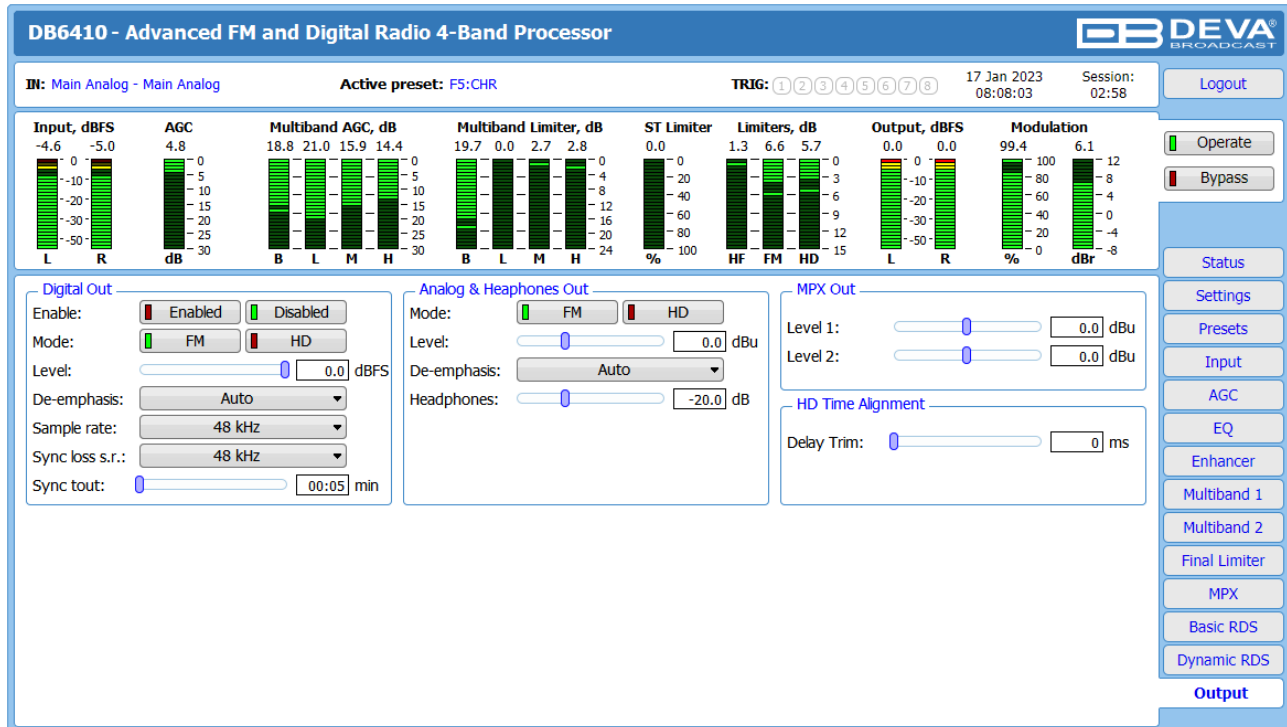 DB6410 - Advanced FM and Digital Radio 4-Band Processor
DB DEVA®
BROADCAST
IN: Main Analog - Main Analog
Active preset: F5:CHR
TRIG: 1 2 3 4 5 6 7 8
17 Jan 2023
08:08:03
Session:
02:58
Logout
Input, dBFS
-4.6 -5.0
0
-10
-20
-30
-50
L R
AGC
4.8
0
5
10
15
20
25
30
dB
Multiband AGC, dB
18.8 21.0 15.9 14.4
0
5
10
15
20
25
30
B L M H
Multiband Limiter, dB
19.7 0.0 2.7 2.8
0
4
8
12
16
20
24
B L M H
ST Limiter
0.0
0
20
40
60
80
100
%
Limiters, dB
1.3 6.6 5.7
0
3
6
9
12
15
HF FM HD
Output, dBFS
0.0 0.0
0
-10
-20
-30
-50
L R
Modulation
99.4 6.1
100
80
60
40
20
0
%
12
8
4
0
-4
-8
dBr
Operate
Bypass
Digital Out
Enable: Enabled Disabled
Mode: FM HD
Level: 0.0 dBFS
De-emphasis: Auto
Sample rate: 48 kHz
Sync loss s.r.: 48 kHz
Sync tout: 00:05 min
Analog & Heaphones Out
Mode: FM HD
Level: 0.0 dBu
De-emphasis: Auto
Headphones: -20.0 dB
MPX Out
Level 1: 0.0 dBu
Level 2: 0.0 dBu
HD Time Alignment
Delay Trim: 0 ms
Status
Settings
Presets
Input
AGC
EQ
Enhancer
Multiband 1
Multiband 2
Final Limiter
MPX
Basic RDS
Dynamic RDS
Output